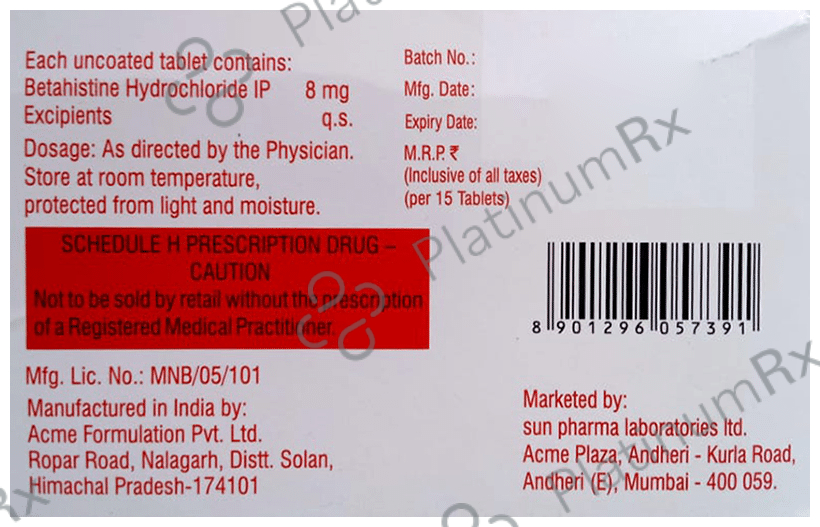 Each uncoated tablet contains:
Betahistine Hydrochloride IP 8 mg
Excipients q.s.
Dosage: As directed by the Physician.
Store at room temperature,
protected from light and moisture.
SCHEDULE H PRESCRIPTION DRUG –
CAUTION
Not to be sold by retail without the prescription
of a Registered Medical Practitioner.
Mfg. Lic. No.: MNB/05/101
Manufactured in India by:
Acme Formulation Pvt. Ltd.
Ropar Road, Nalagarh, Distt. Solan,
Himachal Pradesh-174101
Batch No.:
Mfg. Date:
Expiry Date:
M.R.P. ₹
(Inclusive of all taxes)
(per 15 Tablets)
8 901296 057391
Marketed by:
sun pharma laboratories ltd.
Acme Plaza, Andheri - Kurla Road,
Andheri (E), Mumbai - 400 059.
PlatinumRx
PlatinumRx
PlatinumRx
Rx